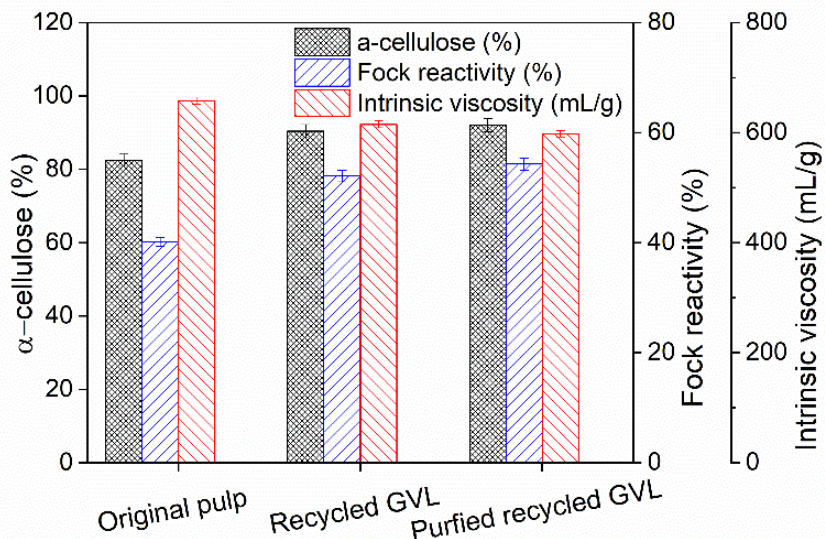 120
100
80
60
40
20
0
α−cellulose (%)
a-cellulose (%)
Fock reactivity (%)
Intrinsic viscosity (mL/g)
80
60
40
20
0
Fock reactivity (%)
800
600
400
200
0
Intrinsic viscosity (mL/g)
Original pulp
Recycled GVL
Purfied recycled GVL